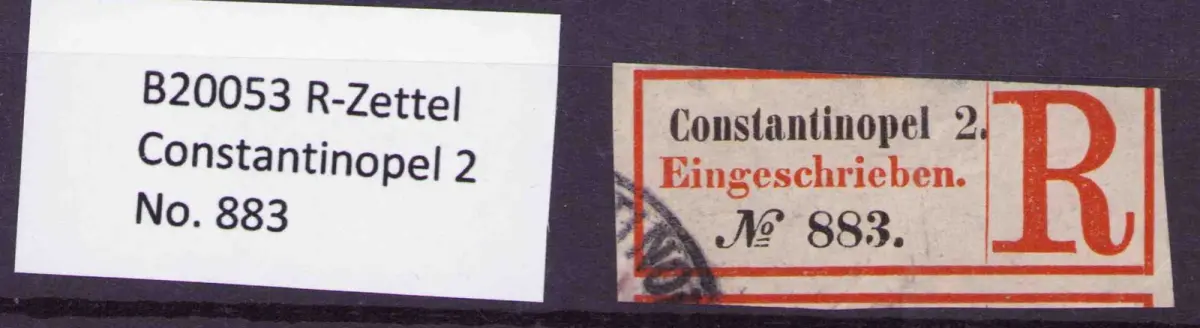 B20053 R-Zettel
Constantinopel 2
No. 883
Constantinopel 2.
Eingeschrieben.
№ 883.
R